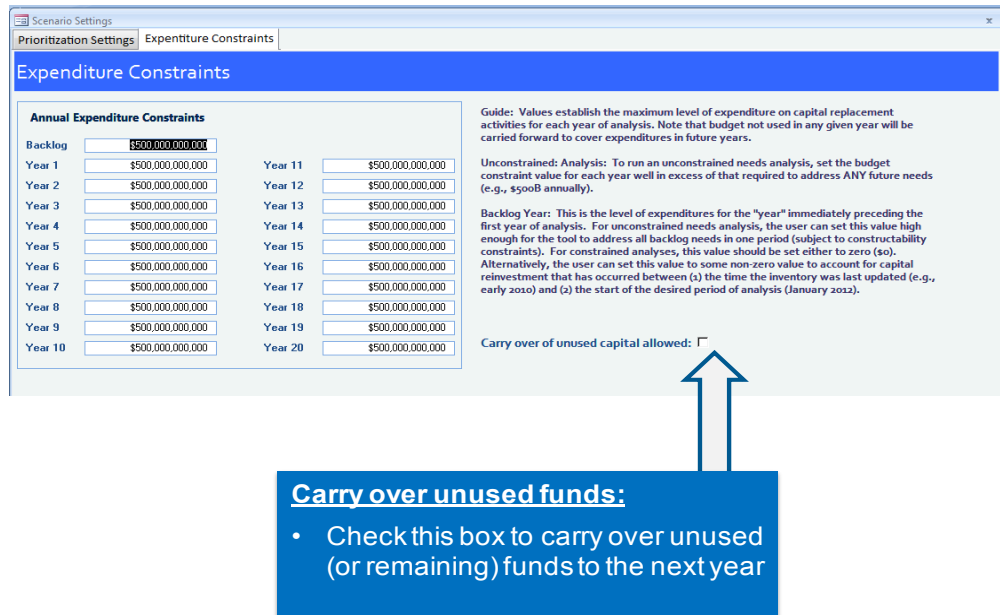 Scenario Settings
x
Prioritization Settings
Expentiture Constraints
Expenditure Constraints
Annual Expenditure Constraints
Backlog $500,000,000,000
Year 1 $500,000,000,000 Year 11 $500,000,000,000
Year 2 $500,000,000,000 Year 12 $500,000,000,000
Year 3 $500,000,000,000 Year 13 $500,000,000,000
Year 4 $500,000,000,000 Year 14 $500,000,000,000
Year 5 $500,000,000,000 Year 15 $500,000,000,000
Year 6 $500,000,000,000 Year 16 $500,000,000,000
Year 7 $500,000,000,000 Year 17 $500,000,000,000
Year 8 $500,000,000,000 Year 18 $500,000,000,000
Year 9 $500,000,000,000 Year 19 $500,000,000,000
Year 10 $500,000,000,000 Year 20 $500,000,000,000
Guide: Values establish the maximum level of expenditure on capital replacement
activities for each year of analysis. Note that budget not used in any given year will be
carried forward to cover expenditures in future years.
Unconstrained: Analysis: To run an unconstrained needs analysis, set the budget
constraint value for each year well in excess of that required to address ANY future needs
(e.g., $500B annually).
Backlog Year: This is the level of expenditures for the "year" immediately preceding the
first year of analysis. For unconstrained needs analysis, the user can set this value high
enough for the tool to address all backlog needs in one period (subject to constructability
constraints). For constrained analyses, this value should be set either to zero ($0).
Alternatively, the user can set this value to some non-zero value to account for capital
reinvestment that has occurred between (1) the time the inventory was last updated (e.g.,
early 2010) and (2) the start of the desired period of analysis (January 2012).
Carry over of unused capital allowed:
Carry over unused funds:
• Check this box to carry over unused
(or remaining) funds to the next year